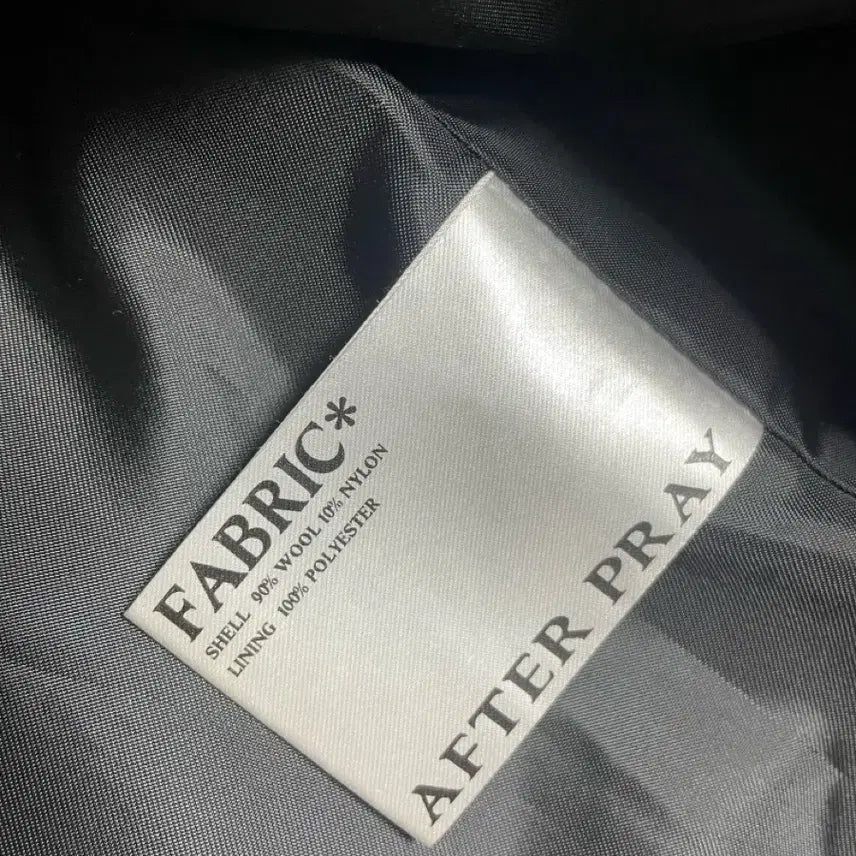 FABRIC*
SHELL 90% WOOL 10% NYLON
LINING 100% POLYESTER
AFTER PRAY